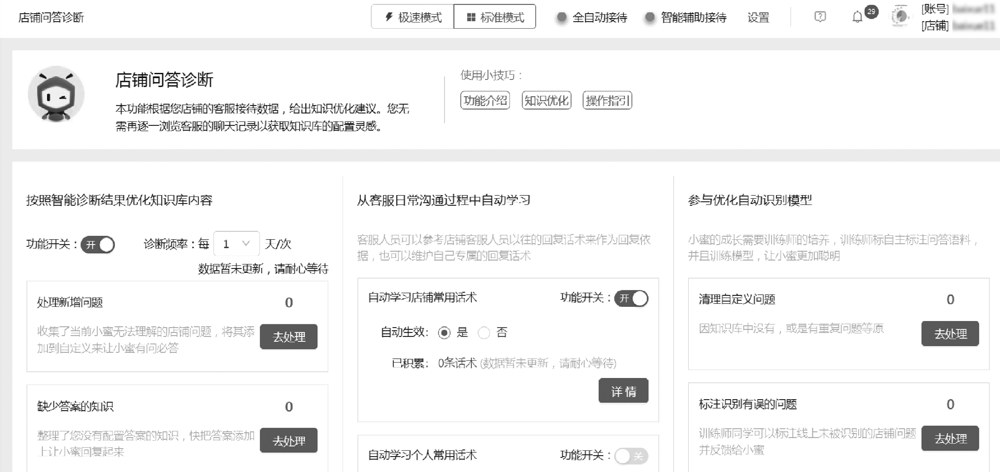 店铺问答诊断
极速模式
标准模式
全自动接待
智能辅助接待
设置
29
[账号]
[店铺]
店铺问答诊断
本功能根据您店铺的客服接待数据，给出知识优化建议。您无
需再逐一浏览客服的聊天记录以获取知识库的配置灵感。
使用小技巧：
功能介绍
知识优化
操作指引
按照智能诊断结果优化知识库内容
功能开关：开 诊断频率：每 1 天/次
数据暂未更新，请耐心等待
处理新增问题 0
收集了当前小蜜无法理解的店铺问题，将其添
加到自定义来让小蜜有问必答
去处理
缺少答案的知识 0
整理了您没有配置答案的知识，快把答案添加
上让小蜜回复起来
去处理
从客服日常沟通过程中自动学习
客服人员可以参考店铺客服人员以往的回复话术来作为回复依
据，也可以维护自己专属的回复话术
自动学习店铺常用话术 功能开关：开
自动生效: 是 否
已积累: 0条话术 (数据暂未更新，请耐心等待)
详 情
自动学习个人常用话术 功能开关：关
参与优化自动识别模型
小蜜的成长需要训练师的培养，训练师标自主标注问答语料，
并且训练模型，让小蜜更加聪明
清理自定义问题 0
因知识库中没有，或是有重复问题等原
去处理
标注识别有误的问题 0
训练师同学可以标注线上未被识别的店铺问题
并反馈给小蜜
去处理